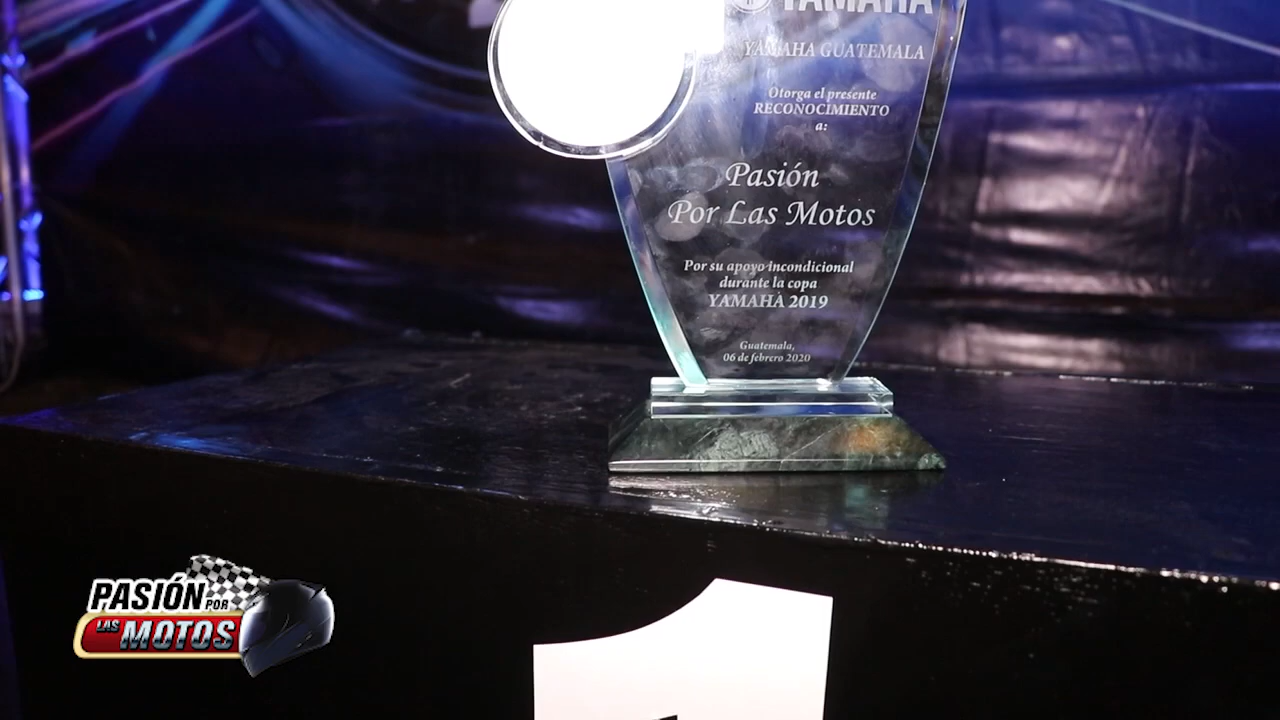 YAMAHA
YAMAHA GUATEMALA
Otorga el presente
RECONOCIMIENTO
a:
Pasión
Por Las Motos
Por su apoyo incondicional
durante la copa
YAMAHA 2019
Guatemala,
06 de febrero 2020
PASIÓN POR
LAS MOTOS
1